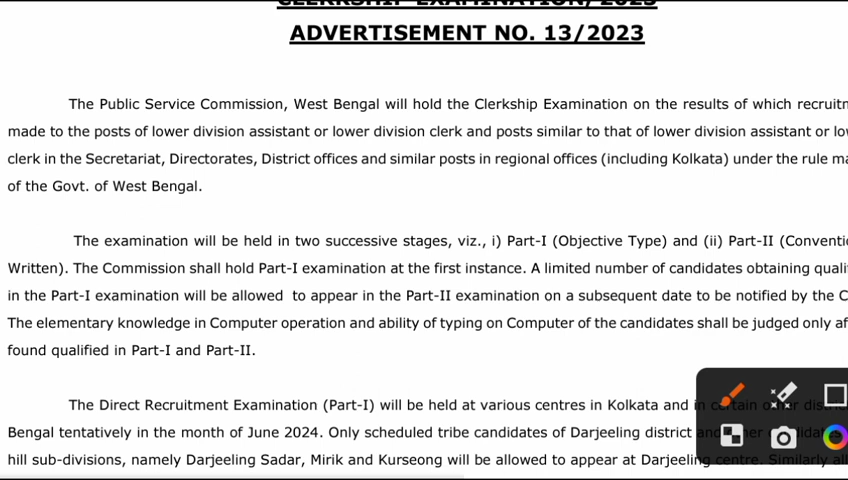 CLERKSHIP EXAMINATION, 2023
ADVERTISEMENT NO. 13/2023
The Public Service Commission, West Bengal will hold the Clerkship Examination on the results of which
made to the posts of lower division assistant or lower division clerk and posts similar to that of lower division assistant or
clerk in the Secretariat, Directorates, District offices and similar posts in regional offices (including Kolkata) under the rule
of the Govt. of West Bengal.
The examination will be held in two successive stages, viz., i) Part-I (Objective Type) and (ii) Part-II
Written). The Commission shall hold Part-I examination at the first instance. A limited number of candidates obtaining
in the Part-I examination will be allowed to appear in the Part-II examination on a subsequent date to be notified by the
The elementary knowledge in Computer operation and ability of typing on Computer of the candidates shall be judged only
found qualified in Part-I and Part-II.
The Direct Recruitment Examination (Part-I) will be held at various centres in Kolkata and in certain other
Bengal tentatively in the month of June 2024. Only scheduled tribe candidates of Darjeeling district and
hill sub-divisions, namely Darjeeling Sadar, Mirik and Kurseong will be allowed to appear at Darjeeling centre. Similarly